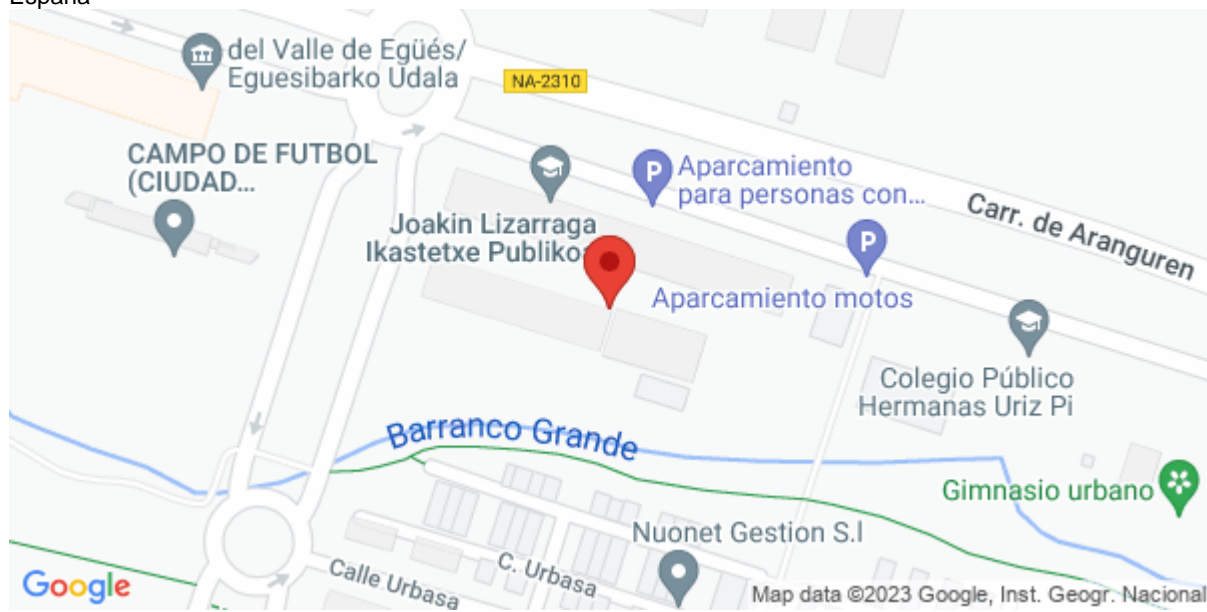 España
del Valle de Egüés/
Eguesibarko Udala
NA-2310
CAMPO DE FUTBOL
(CIUDAD...
Aparcamiento
para personas con...
Joakin Lizarraga
Ikastetxe Publikoa
Carr. de Aranguren
Aparcamiento motos
Colegio Público
Hermanas Uriz Pi
Barranco Grande
Gimnasio urbano
Nuonet Gestion S.l
C. Urbasa
Calle Urbasa
Google
Map data ©2023 Google, Inst. Geogr. Nacional